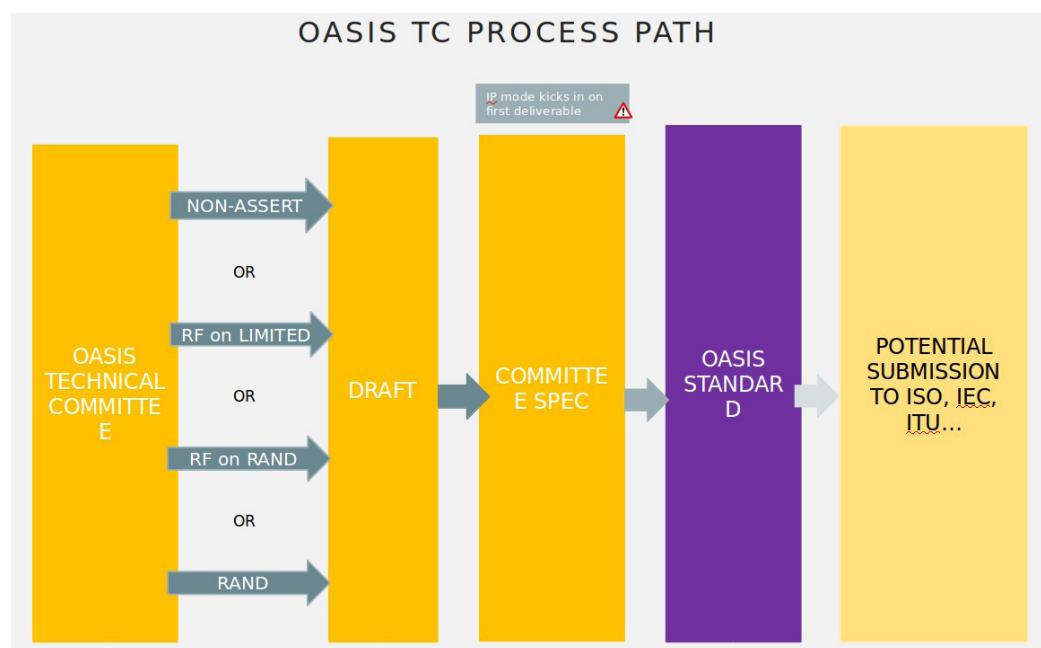 OASIS TC PROCESS PATH
IP mode kicks in on
first deliverable
OASIS
TECHNICAL
COMMITTE
E
NON-ASSERT
OR
RF on LIMITED
OR
RF on RAND
OR
RAND
DRAFT
COMMITTE
E SPEC
OASIS
STANDAR
D
POTENTIAL
SUBMISSION
TO ISO, IEC,
ITU...